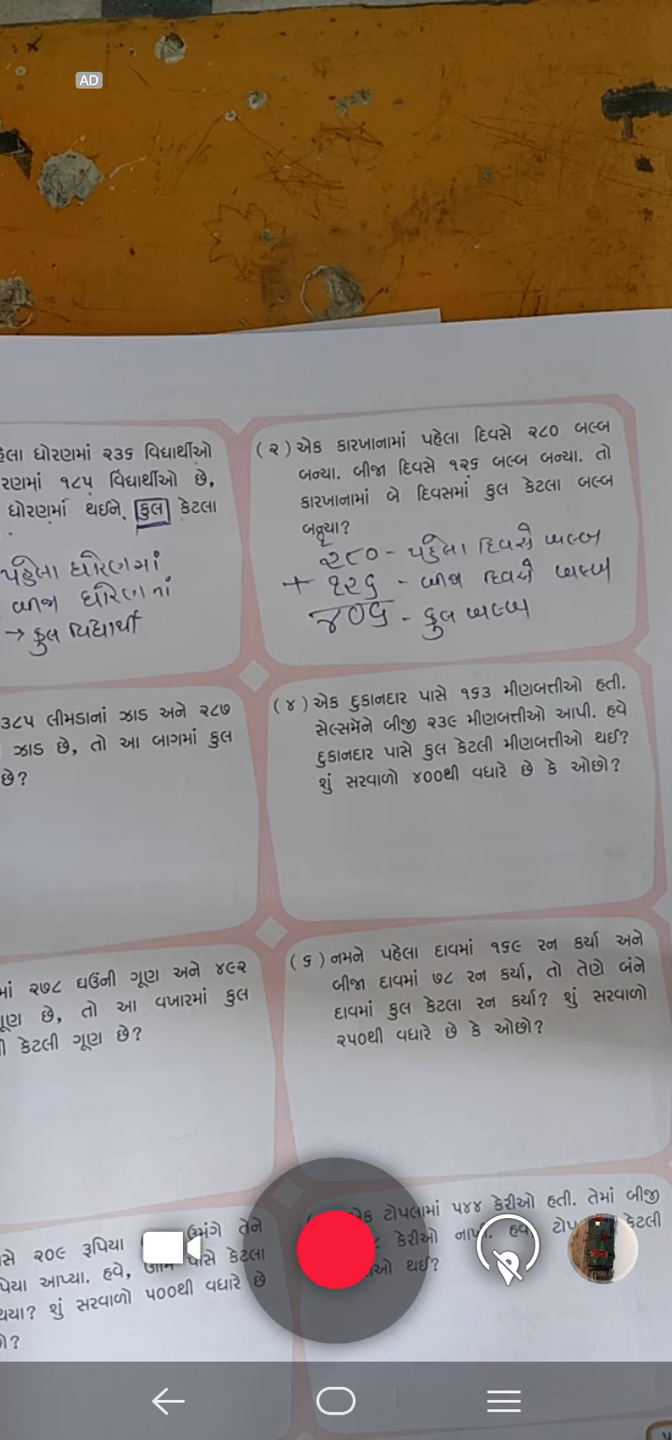 AD
હેલા ધોરણમાં ૨૩૬ વિદ્યાર્થીઓ
રણમાં ૧૮૫ વિદ્યાર્થીઓ છે,
ધોરણમાં થઈને કુલ કેટલા
પહેલા ધોરણમાં
બીજા ધોરણનાં
→ કુલ વિદ્યાર્થી
(૨) એક કારખાનામાં પહેલા દિવસે ૨૮૦ બલ્બ
બન્યા. બીજા દિવસે ૧૨૬ બલ્બ બન્યા. તો
કારખાનામાં બે દિવસમાં કુલ કેટલા બલ્બ
બન્યા?
૨૮૦ - પહેલા દિવસે બલ્બ
+ ૧૨૬ - બીજા દિવસે બલ્બ
૪૦૬ - કુલ બલ્બ
૩૮૫ લીમડાનાં ઝાડ અને ૨૮૭
ઝાડ છે, તો આ બાગમાં કુલ
છે?
(૪) એક દુકાનદાર પાસે ૧૬૩ મીણબત્તીઓ હતી.
સેલ્સમૅને બીજી ૨૩૯ મીણબત્તીઓ આપી. હવે
દુકાનદાર પાસે કુલ કેટલી મીણબત્તીઓ થઈ?
શું સરવાળો ૪૦૦થી વધારે છે કે ઓછો?
માં ૨૭૮ ઘઉંની ગૂણ અને ૪૯૨
ગૂણ છે, તો આ વખારમાં કુલ
કેટલી ગૂણ છે?
(૬) નમને પહેલા દાવમાં ૧૬૯ રન કર્યા અને
બીજા દાવમાં ૭૮ રન કર્યા, તો તેણે બંને
દાવમાં કુલ કેટલા રન કર્યા? શું સરવાળો
૨૫૦થી વધારે છે કે ઓછો?
સે ૨૦૯ રૂપિયા ઉમંગે તેને
પિયા આપ્યા. હવે, પાસે કેટલા
થયા? શું સરવાળો ૫૦૦થી વધારે છે
ટોપલામાં ૫૪૪ કેરીઓ હતી. તેમાં બીજી
કેરીઓ કેટલી
થઈ?